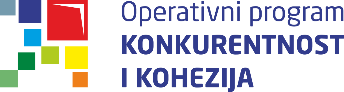 Operativni program
KONKURENTNOST
I KOHEZIJA